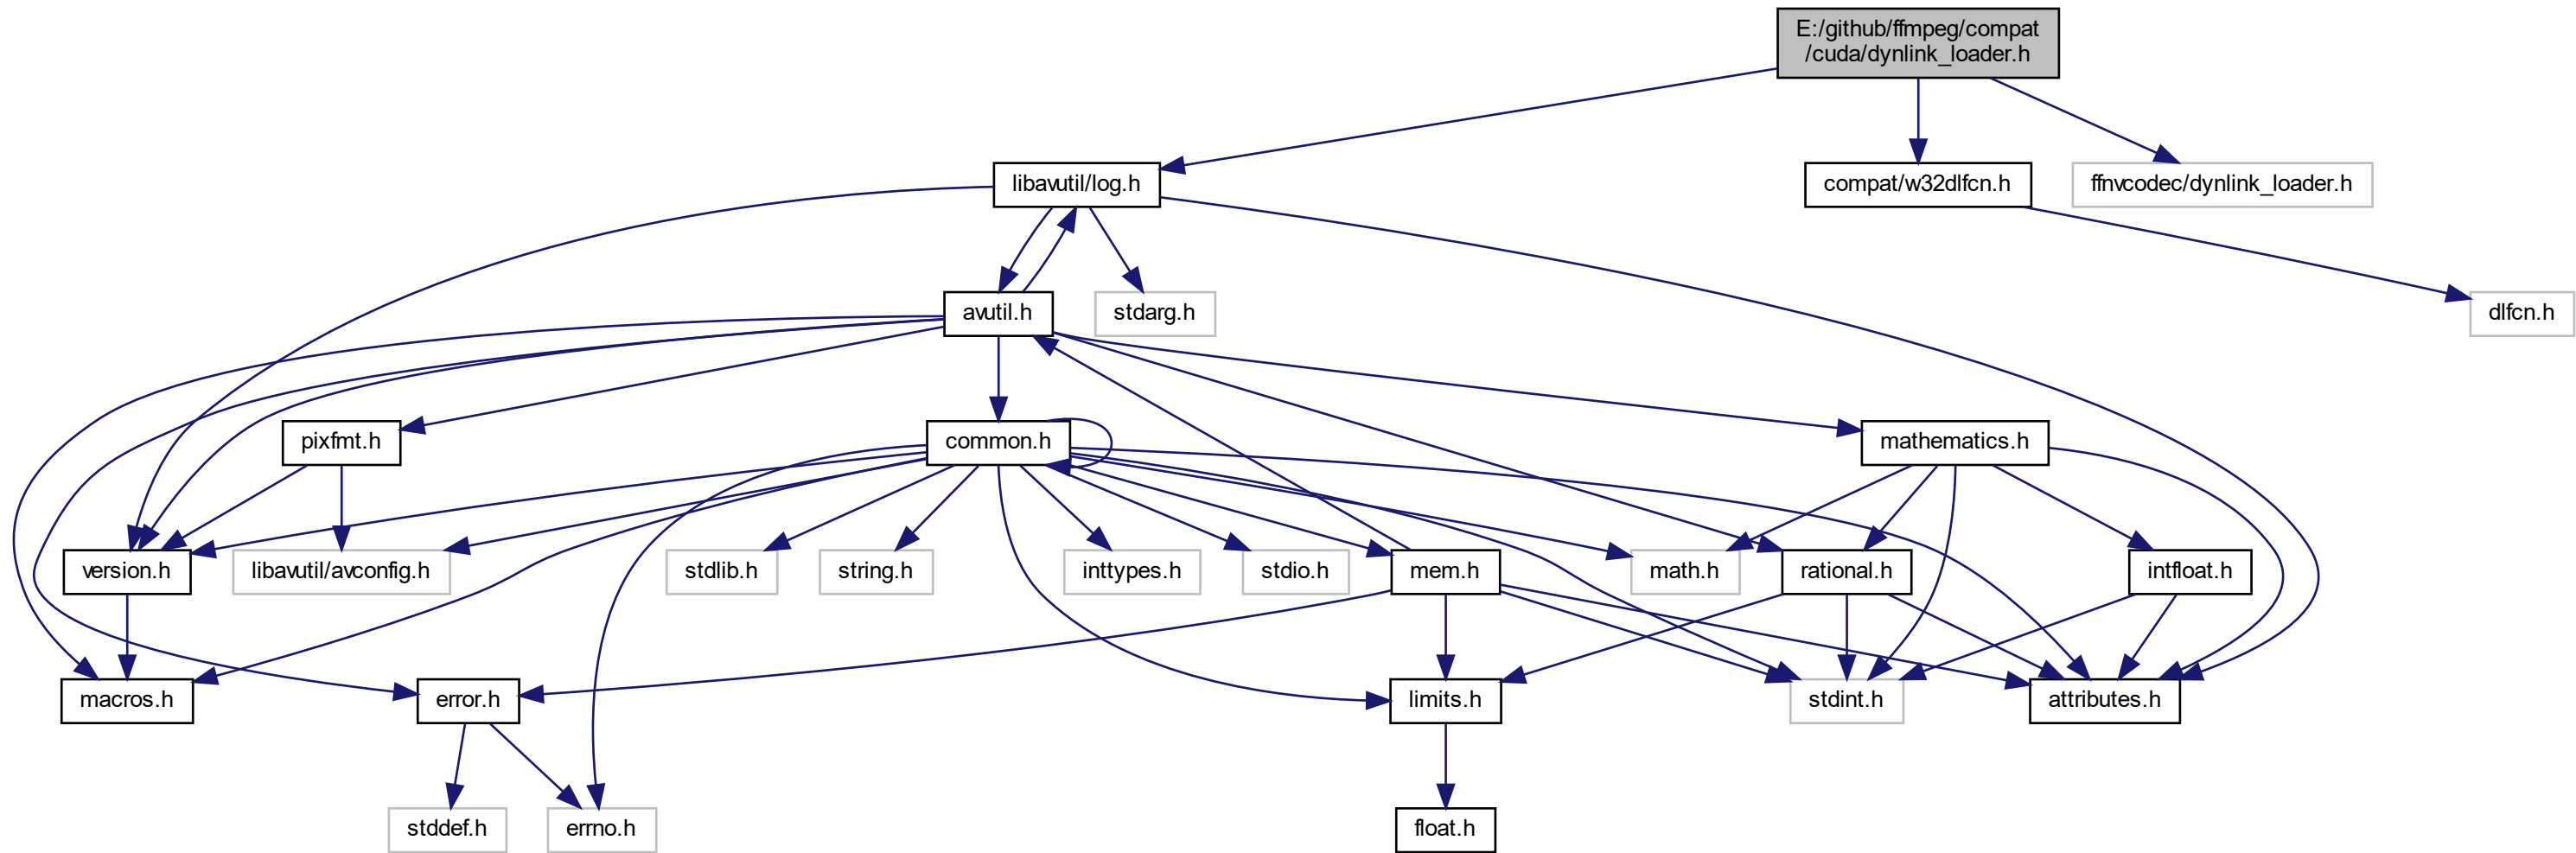 E:/github/ffmpeg/compat
/cuda/dynlink_loader.h
libavutil/log.h
compat/w32dlfcn.h
ffnvcodec/dynlink_loader.h
avutil.h
stdarg.h
dlfcn.h
pixfmt.h
common.h
mathematics.h
version.h
libavutil/avconfig.h
stdlib.h
string.h
inttypes.h
stdio.h
mem.h
math.h
rational.h
intfloat.h
macros.h
error.h
limits.h
stdint.h
attributes.h
stddef.h
errno.h
float.h